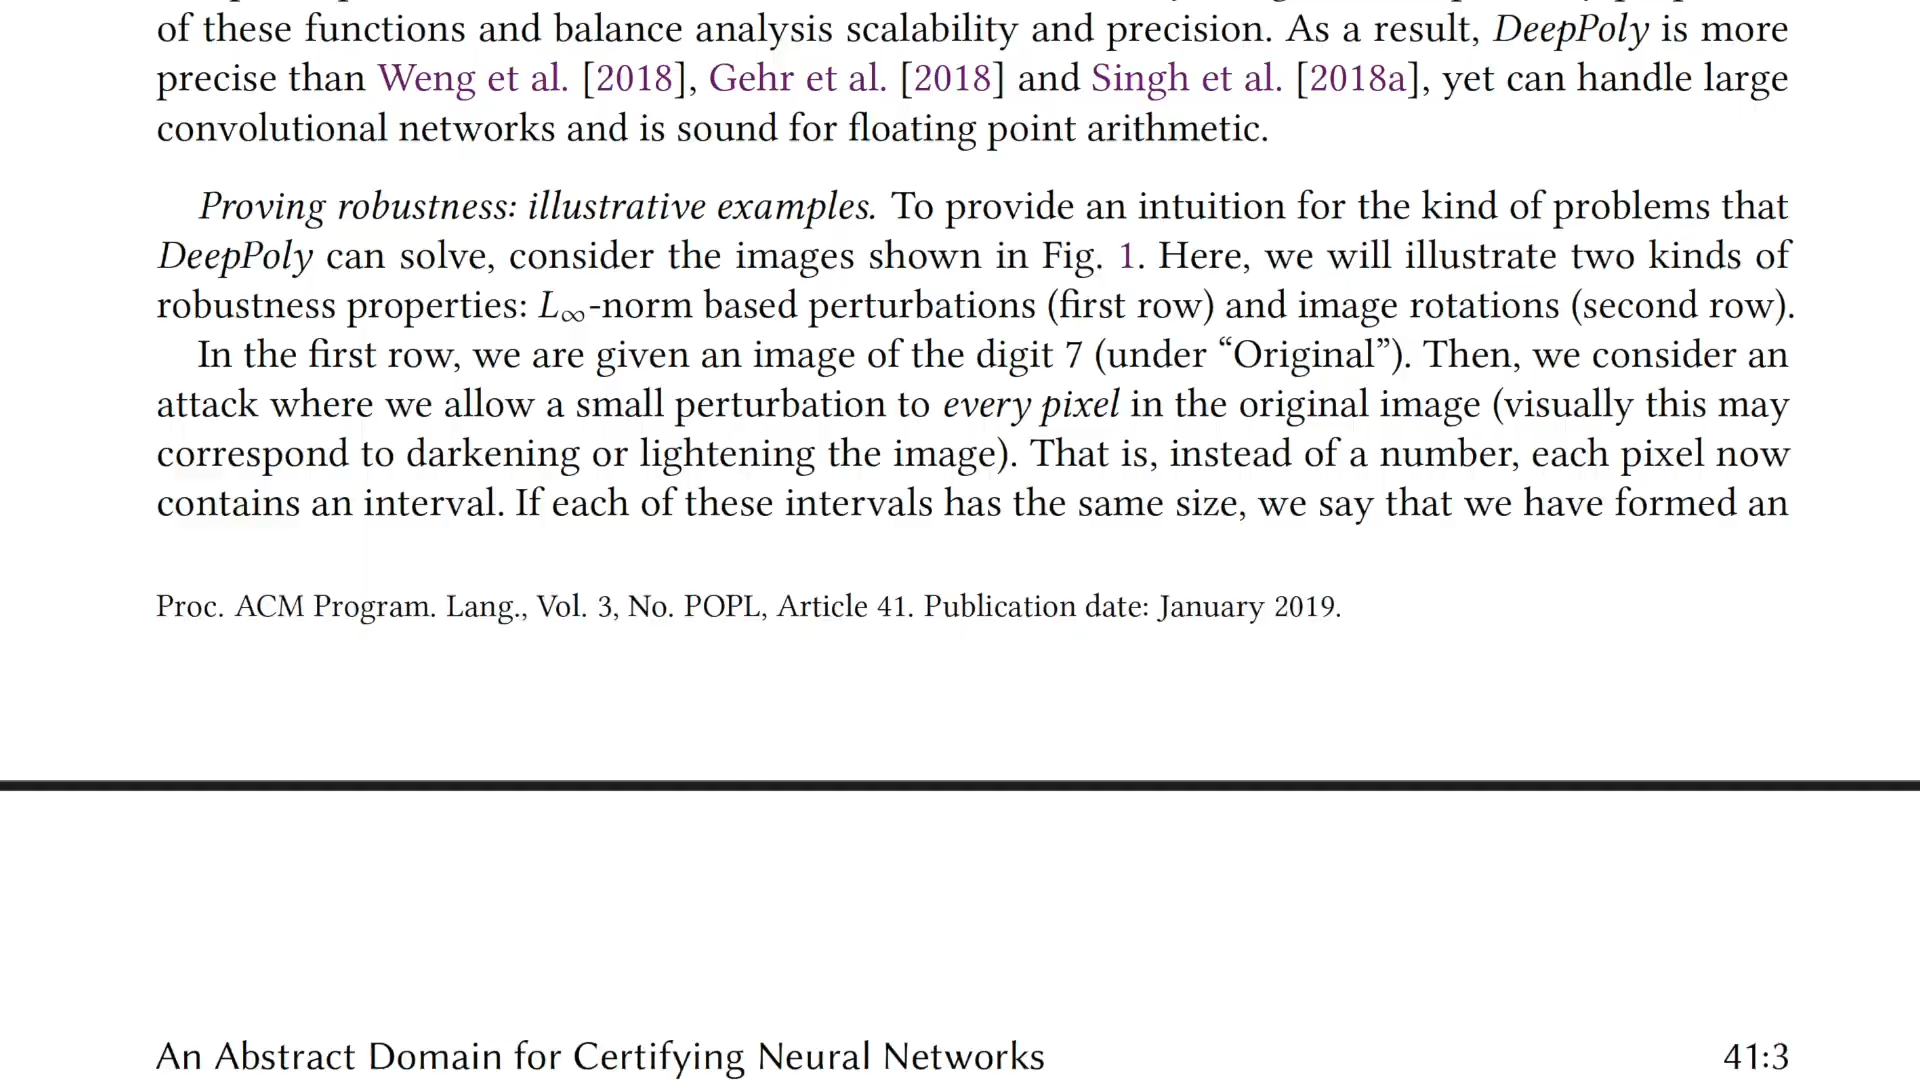 of these functions and balance analysis scalability and precision. As a result, DeepPoly is more
precise than Weng et al. [2018], Gehr et al. [2018] and Singh et al. [2018a], yet can handle large
convolutional networks and is sound for floating point arithmetic.
Proving robustness: illustrative examples. To provide an intuition for the kind of problems that
DeepPoly can solve, consider the images shown in Fig. 1. Here, we will illustrate two kinds of
robustness properties: L∞-norm based perturbations (first row) and image rotations (second row).
In the first row, we are given an image of the digit 7 (under “Original”). Then, we consider an
attack where we allow a small perturbation to every pixel in the original image (visually this may
correspond to darkening or lightening the image). That is, instead of a number, each pixel now
contains an interval. If each of these intervals has the same size, we say that we have formed an
Proc. ACM Program. Lang., Vol. 3, No. POPL, Article 41. Publication date: January 2019.
An Abstract Domain for Certifying Neural Networks 41:3